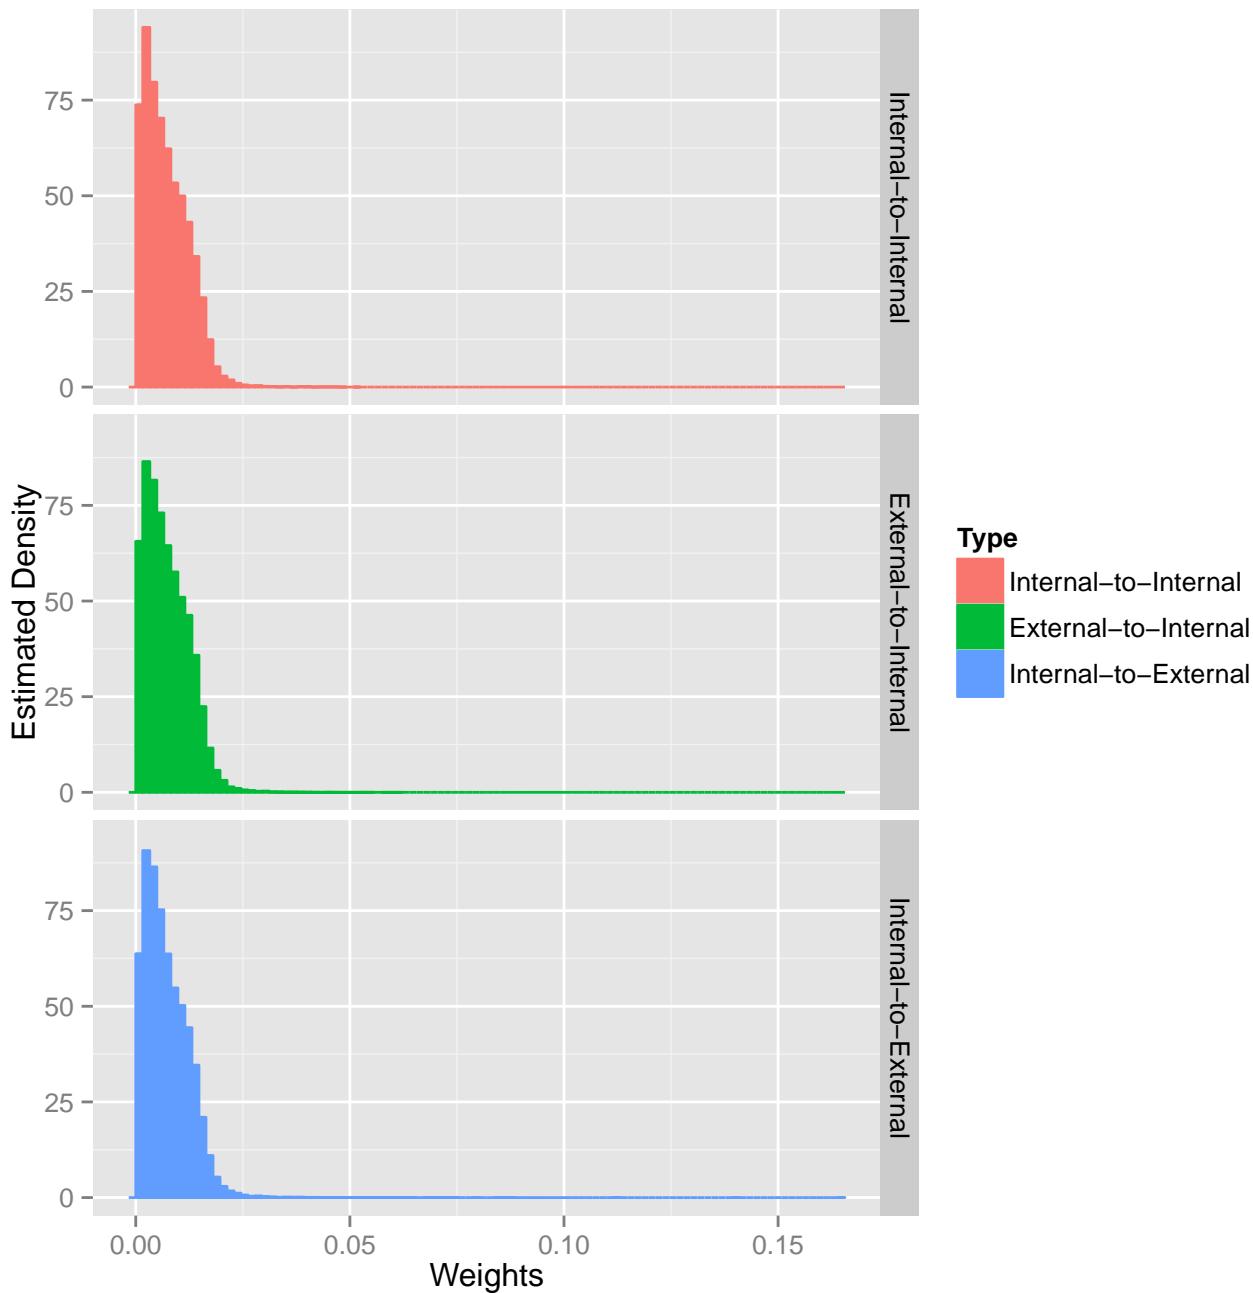 75
50
25
0
Internal−to−Internal
75
50
25
0
External−to−Internal
75
50
25
0
Internal−to−External
0.00
0.05
0.10
0.15
Weights
Estimated Density
Type
Internal−to−Internal
External−to−Internal
Internal−to−External